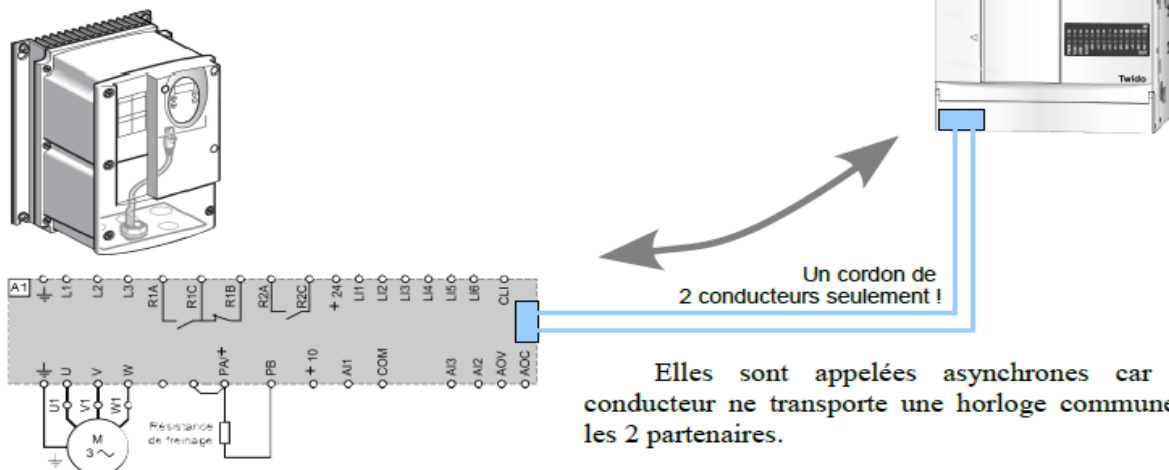 Twido
Un cordon de
2 conducteurs seulement !
A1
L1
L2
L3
R1A
R1C
R1B
R2A
R2C
+ 24
LI1
LI2
LI3
LI4
LI5
LI6
CLI
U
V
W
PA/+
PB
+ 10
AI1
COM
AI3
AI2
AOV
AOC
U1
V1
W1
M
3 ~
Résistance
de freinage
Elles sont appelées asynchrones car
conducteur ne transporte une horloge commune
les 2 partenaires.